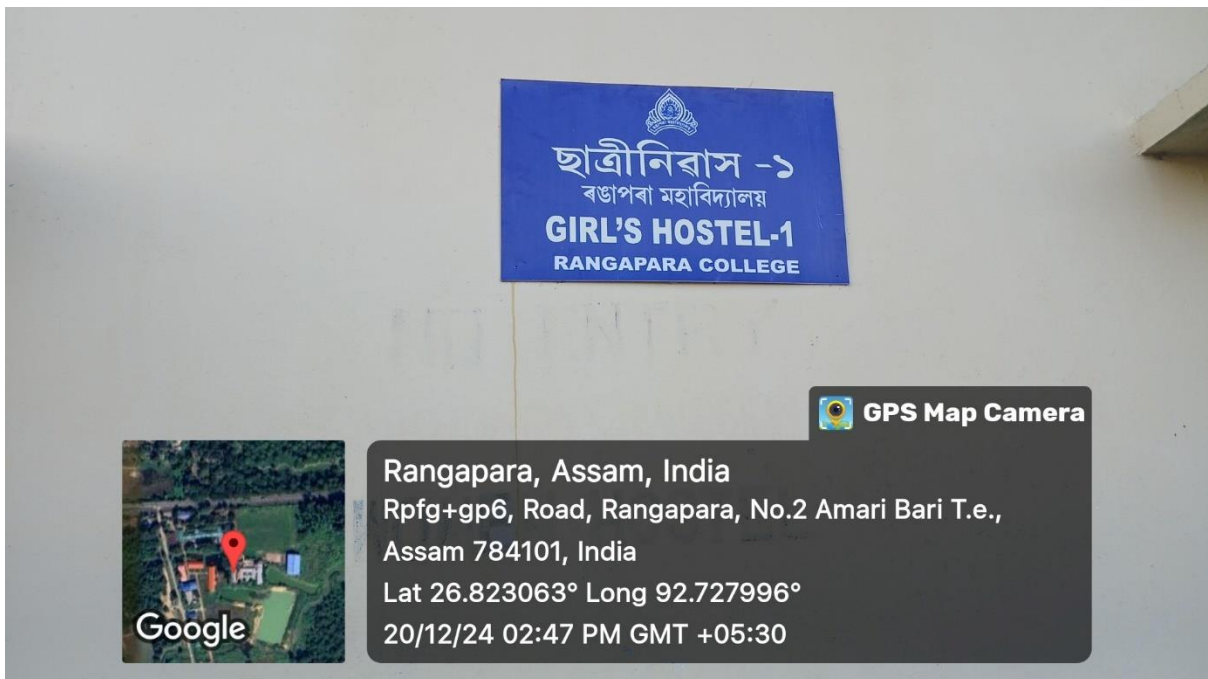 ছাত্ৰীনিৱাস -১
ৰঙাপৰা মহাবিদ্যালয়
GIRL'S HOSTEL-1
RANGAPARA COLLEGE
NO ENTRY
GPS Map Camera
Rangapara, Assam, India
Rpfg+gp6, Road, Rangapara, No.2 Amari Bari T.e.,
Assam 784101, India
Lat 26.823063° Long 92.727996°
20/12/24 02:47 PM GMT +05:30
Google